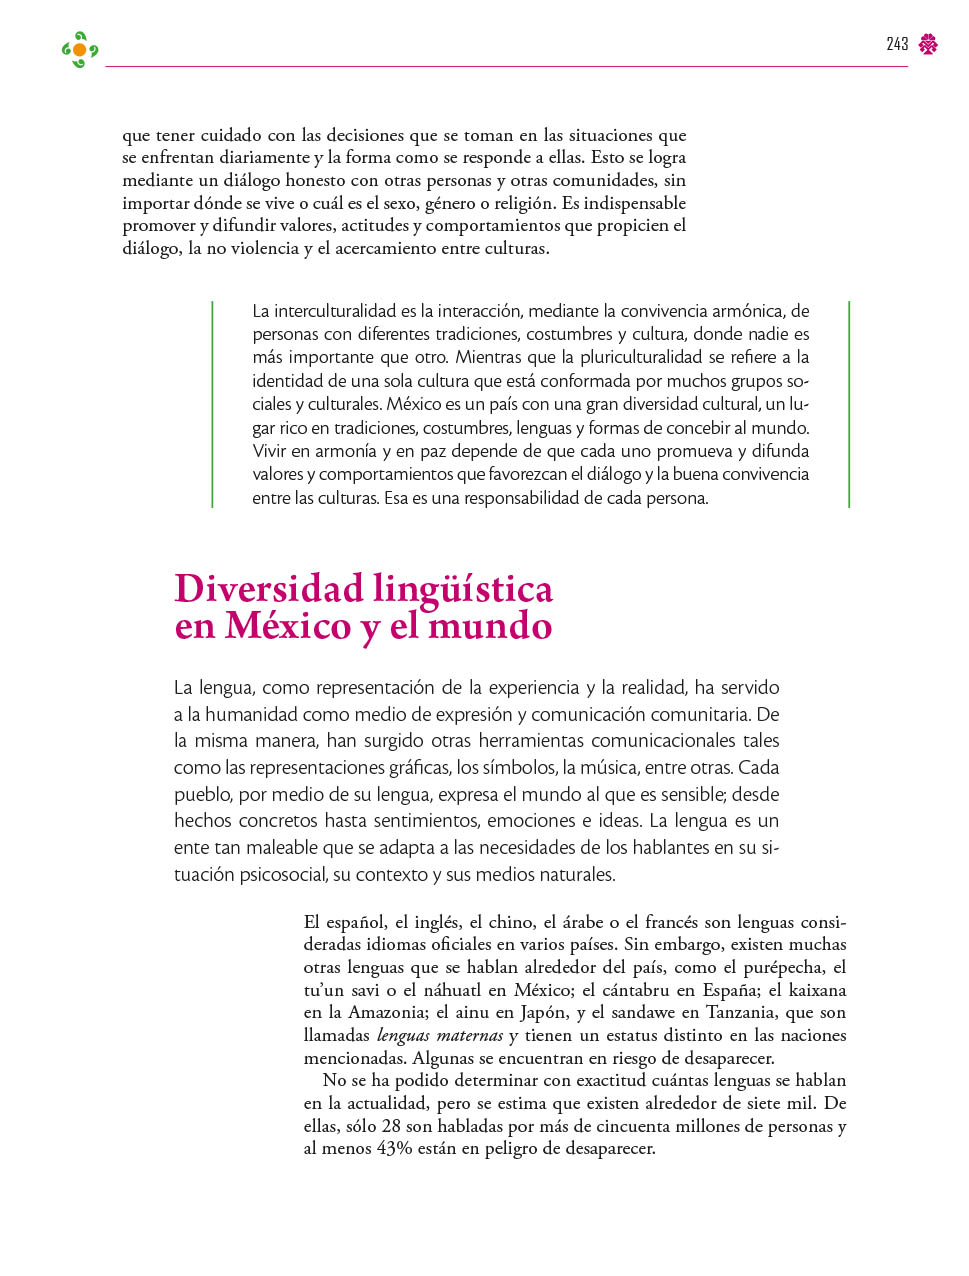 243
que tener cuidado con las decisiones que se toman en las situaciones que
se enfrentan diariamente y la forma como se responde a ellas. Esto se logra
mediante un diálogo honesto con otras personas y otras comunidades, sin
importar dónde se vive o cuál es el sexo, género o religión. Es indispensable
promover y difundir valores, actitudes y comportamientos que propicien el
diálogo, la no violencia y el acercamiento entre culturas.
La interculturalidad es la interacción, mediante la convivencia armónica, de
personas con diferentes tradiciones, costumbres y cultura, donde nadie es
más importante que otro. Mientras que la pluriculturalidad se refiere a la
identidad de una sola cultura que está conformada por muchos grupos so-
ciales y culturales. México es un país con una gran diversidad cultural, un lu-
gar rico en tradiciones, costumbres, lenguas y formas de concebir al mundo.
Vivir en armonía y en paz depende de que cada uno promueva y difunda
valores y comportamientos que favorezcan el diálogo y la buena convivencia
entre las culturas. Esa es una responsabilidad de cada persona.
Diversidad lingüística
en México y el mundo
La lengua, como representación de la experiencia y la realidad, ha servido
a la humanidad como medio de expresión y comunicación comunitaria. De
la misma manera, han surgido otras herramientas comunicacionales tales
como las representaciones gráficas, los símbolos, la música, entre otras. Cada
pueblo, por medio de su lengua, expresa el mundo al que es sensible; desde
hechos concretos hasta sentimientos, emociones e ideas. La lengua es un
ente tan maleable que se adapta a las necesidades de los hablantes en su si-
tuación psicosocial, su contexto y sus medios naturales.
El español, el inglés, el chino, el árabe o el francés son lenguas consi-
deradas idiomas oficiales en varios países. Sin embargo, existen muchas
otras lenguas que se hablan alrededor del país, como el purépecha, el
tu’un savi o el náhuatl en México; el cántabru en España; el kaixana
en la Amazonia; el ainu en Japón, y el sandawe en Tanzania, que son
llamadas lenguas maternas y tienen un estatus distinto en las naciones
mencionadas. Algunas se encuentran en riesgo de desaparecer.
No se ha podido determinar con exactitud cuántas lenguas se hablan
en la actualidad, pero se estima que existen alrededor de siete mil. De
ellas, sólo 28 son habladas por más de cincuenta millones de personas y
al menos 43% están en peligro de desaparecer.